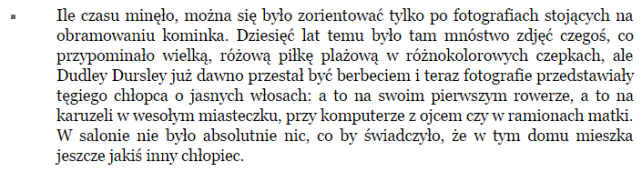 Ile czasu minęło, można się było zorientować tylko po fotografiach stojących na
obramowaniu kominka. Dziesięć lat temu było tam mnóstwo zdjęć czegoś, co
przypominało wielką, różową piłkę plażową w różnokolorowych czepkach, ale
Dudley Dursley już dawno przestał być berbeciem i teraz fotografie przedstawiały
tęgiego chłopca o jasnych włosach: a to na swoim pierwszym rowerze, a to na
karuzeli w wesołym miasteczku, przy komputerze z ojcem czy w ramionach matki.
W salonie nie było absolutnie nic, co by świadczyło, że w tym domu mieszka
jeszcze jakiś inny chłopiec.